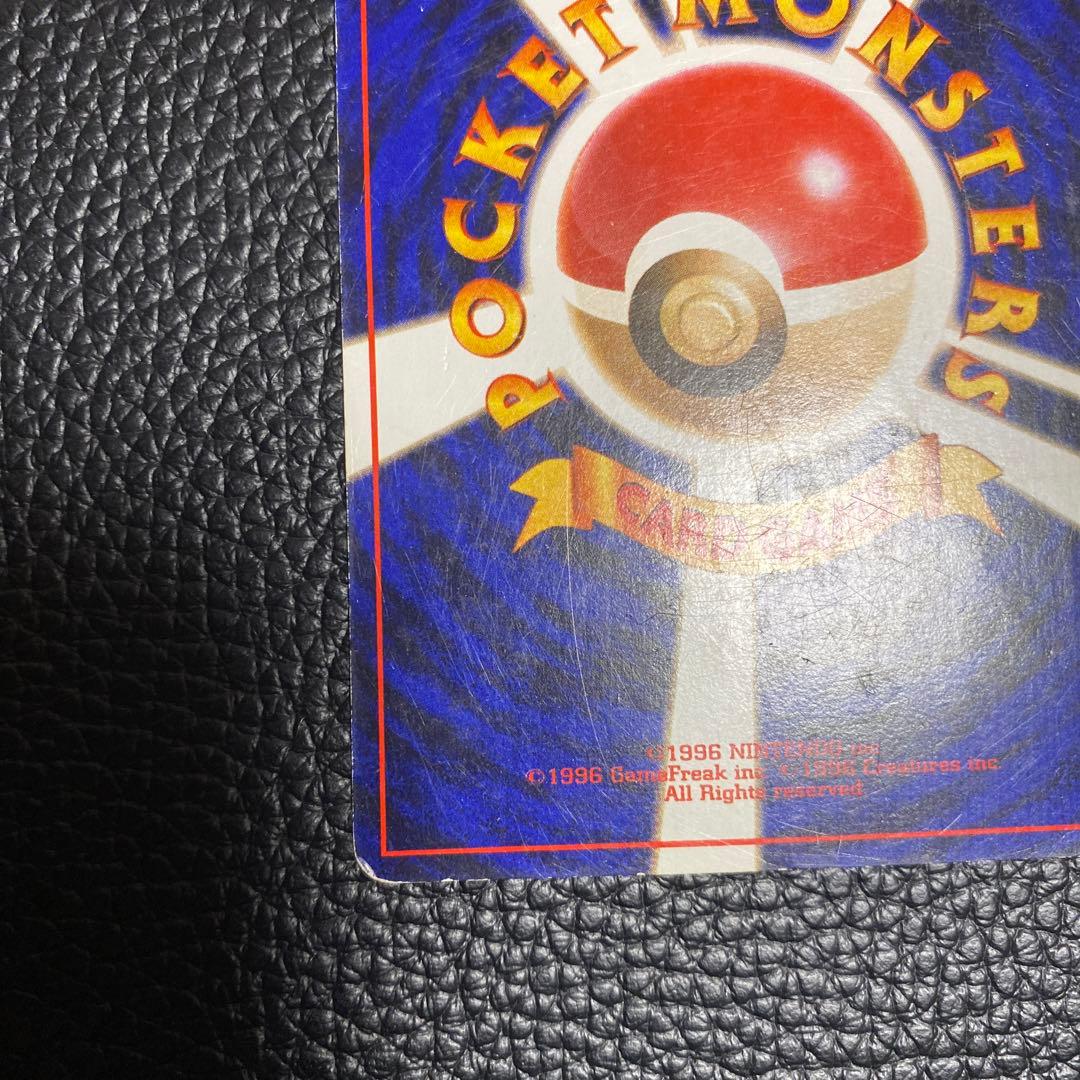 POCKET MONSTERS
CARD GAME
©1996 NINTENDO inc.
©1996 GameFreak inc. ©1996 Creatures inc.
All Rights reserved.